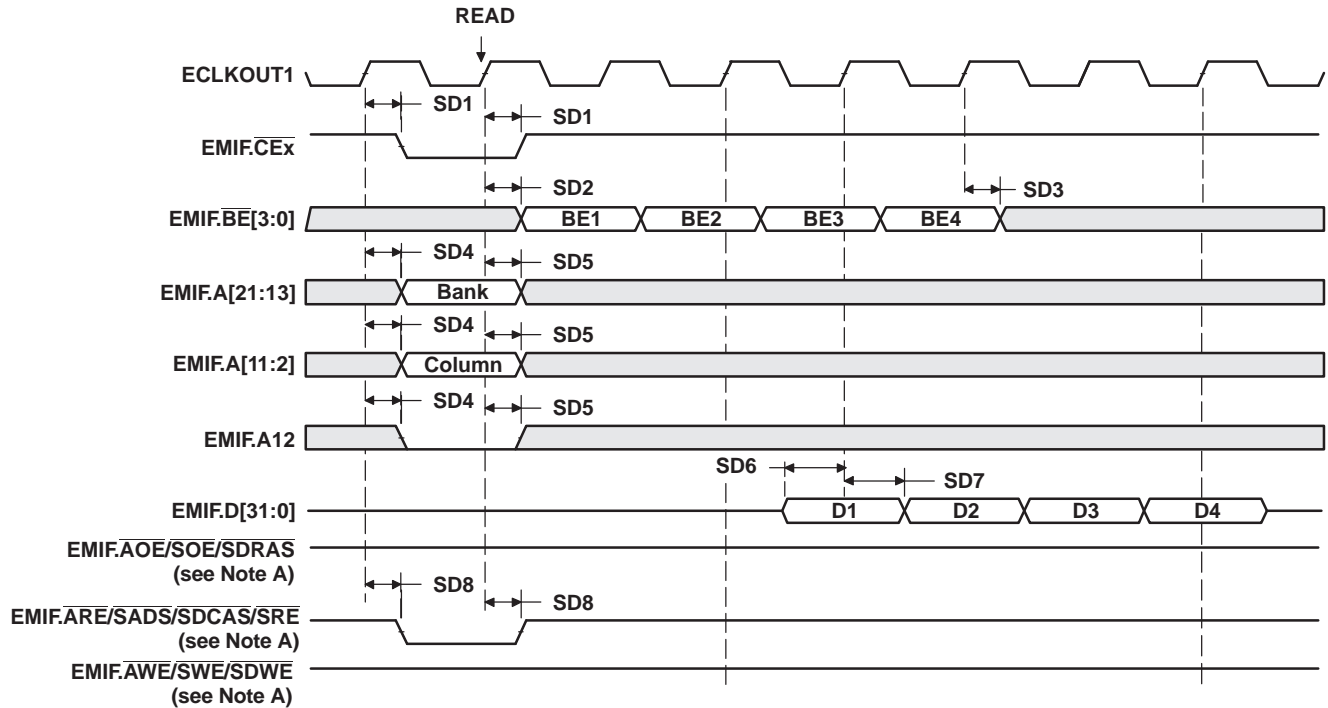 READ
ECLKOUT1
SD1
SD1
EMIF.CEx
SD2
SD3
EMIF.BE[3:0]
BE1 BE2 BE3 BE4
SD4
SD5
EMIF.A[21:13]
Bank
SD4
SD5
EMIF.A[11:2]
Column
SD4
SD5
EMIF.A12
SD6
SD7
EMIF.D[31:0]
D1 D2 D3 D4
EMIF.AOE/SOE/SDRAS
(see Note A)
SD8
SD8
EMIF.ARE/SADS/SDCAS/SRE
(see Note A)
EMIF.AWE/SWE/SDWE
(see Note A)